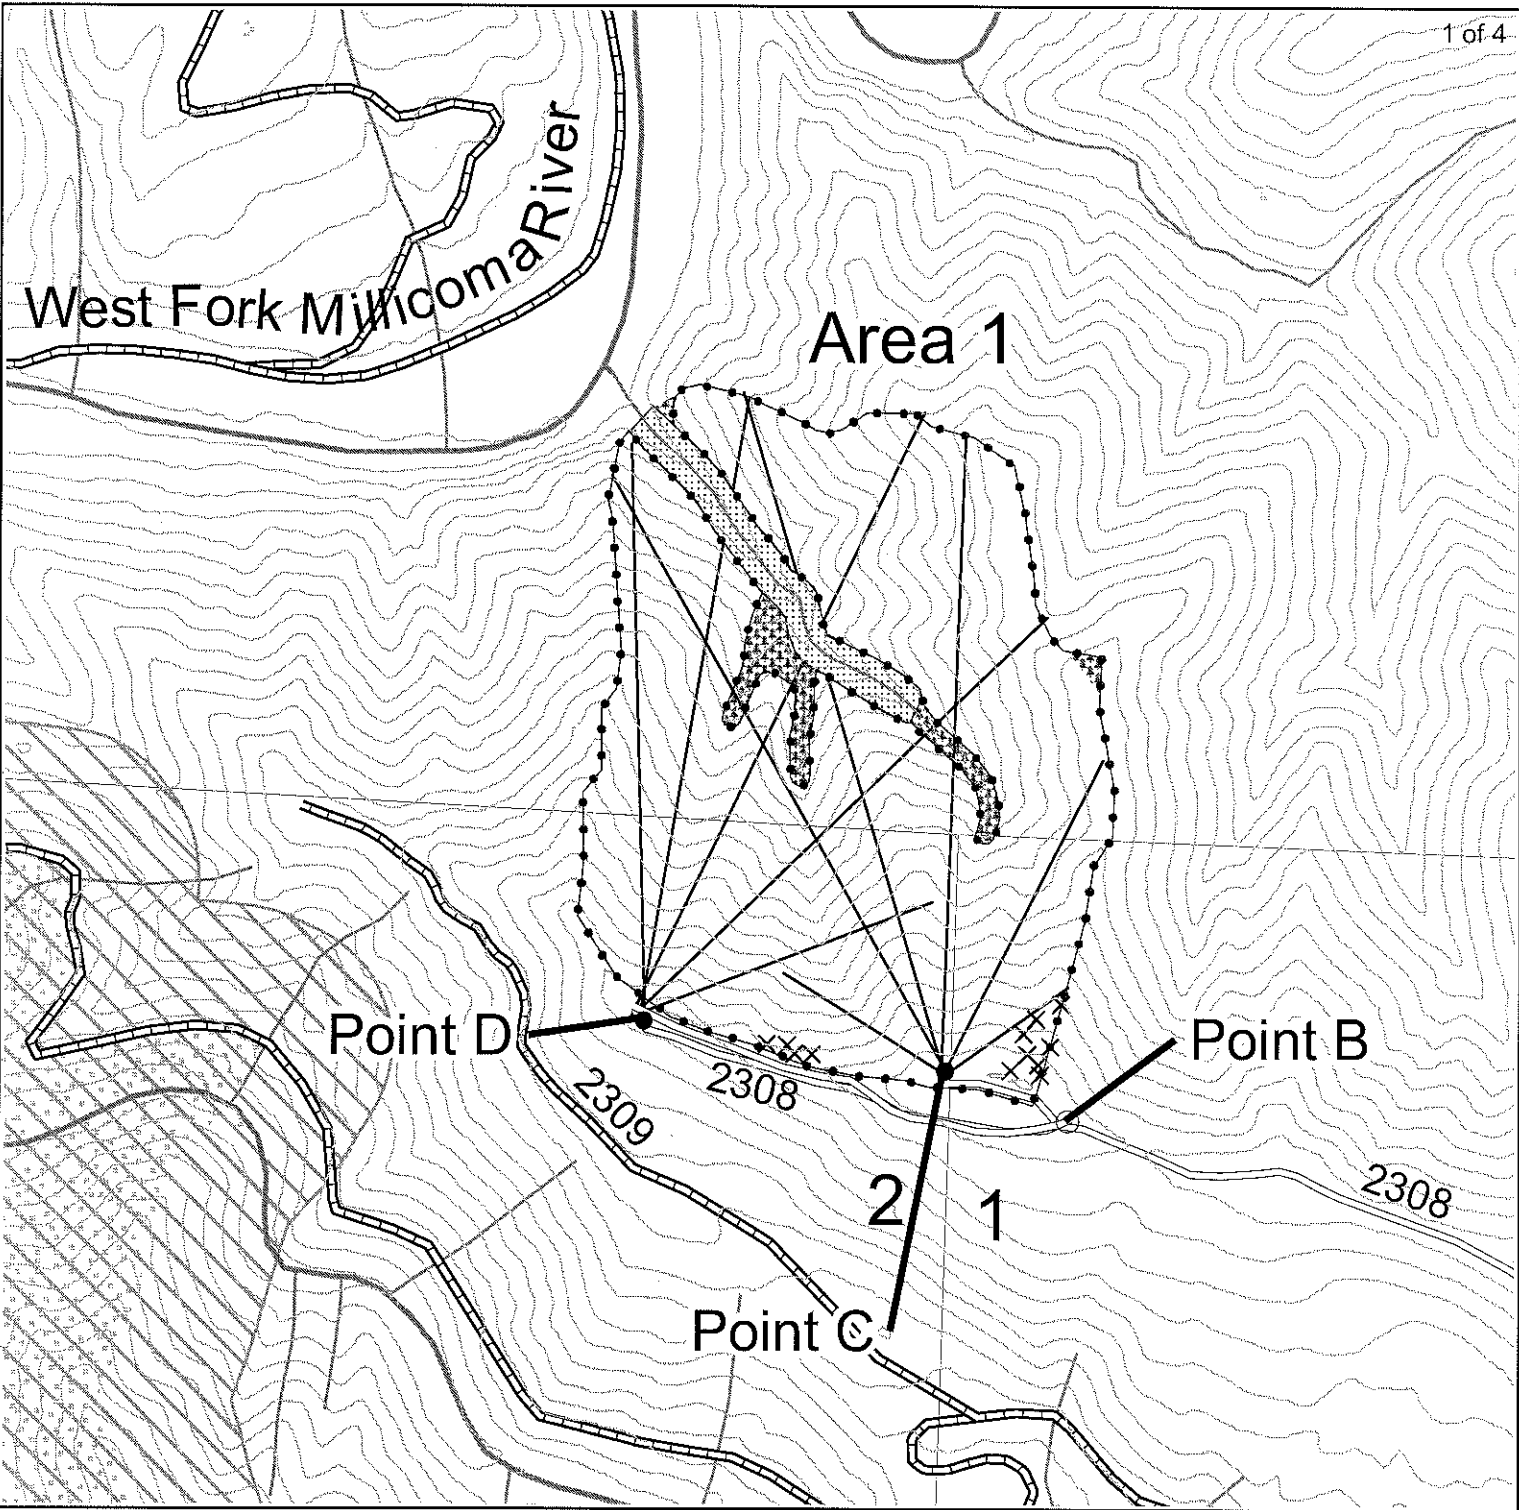 1 of 4
West Fork Millicoma River
Area 1
Point D
Point B
2309
2308
2308
2
1
Point C